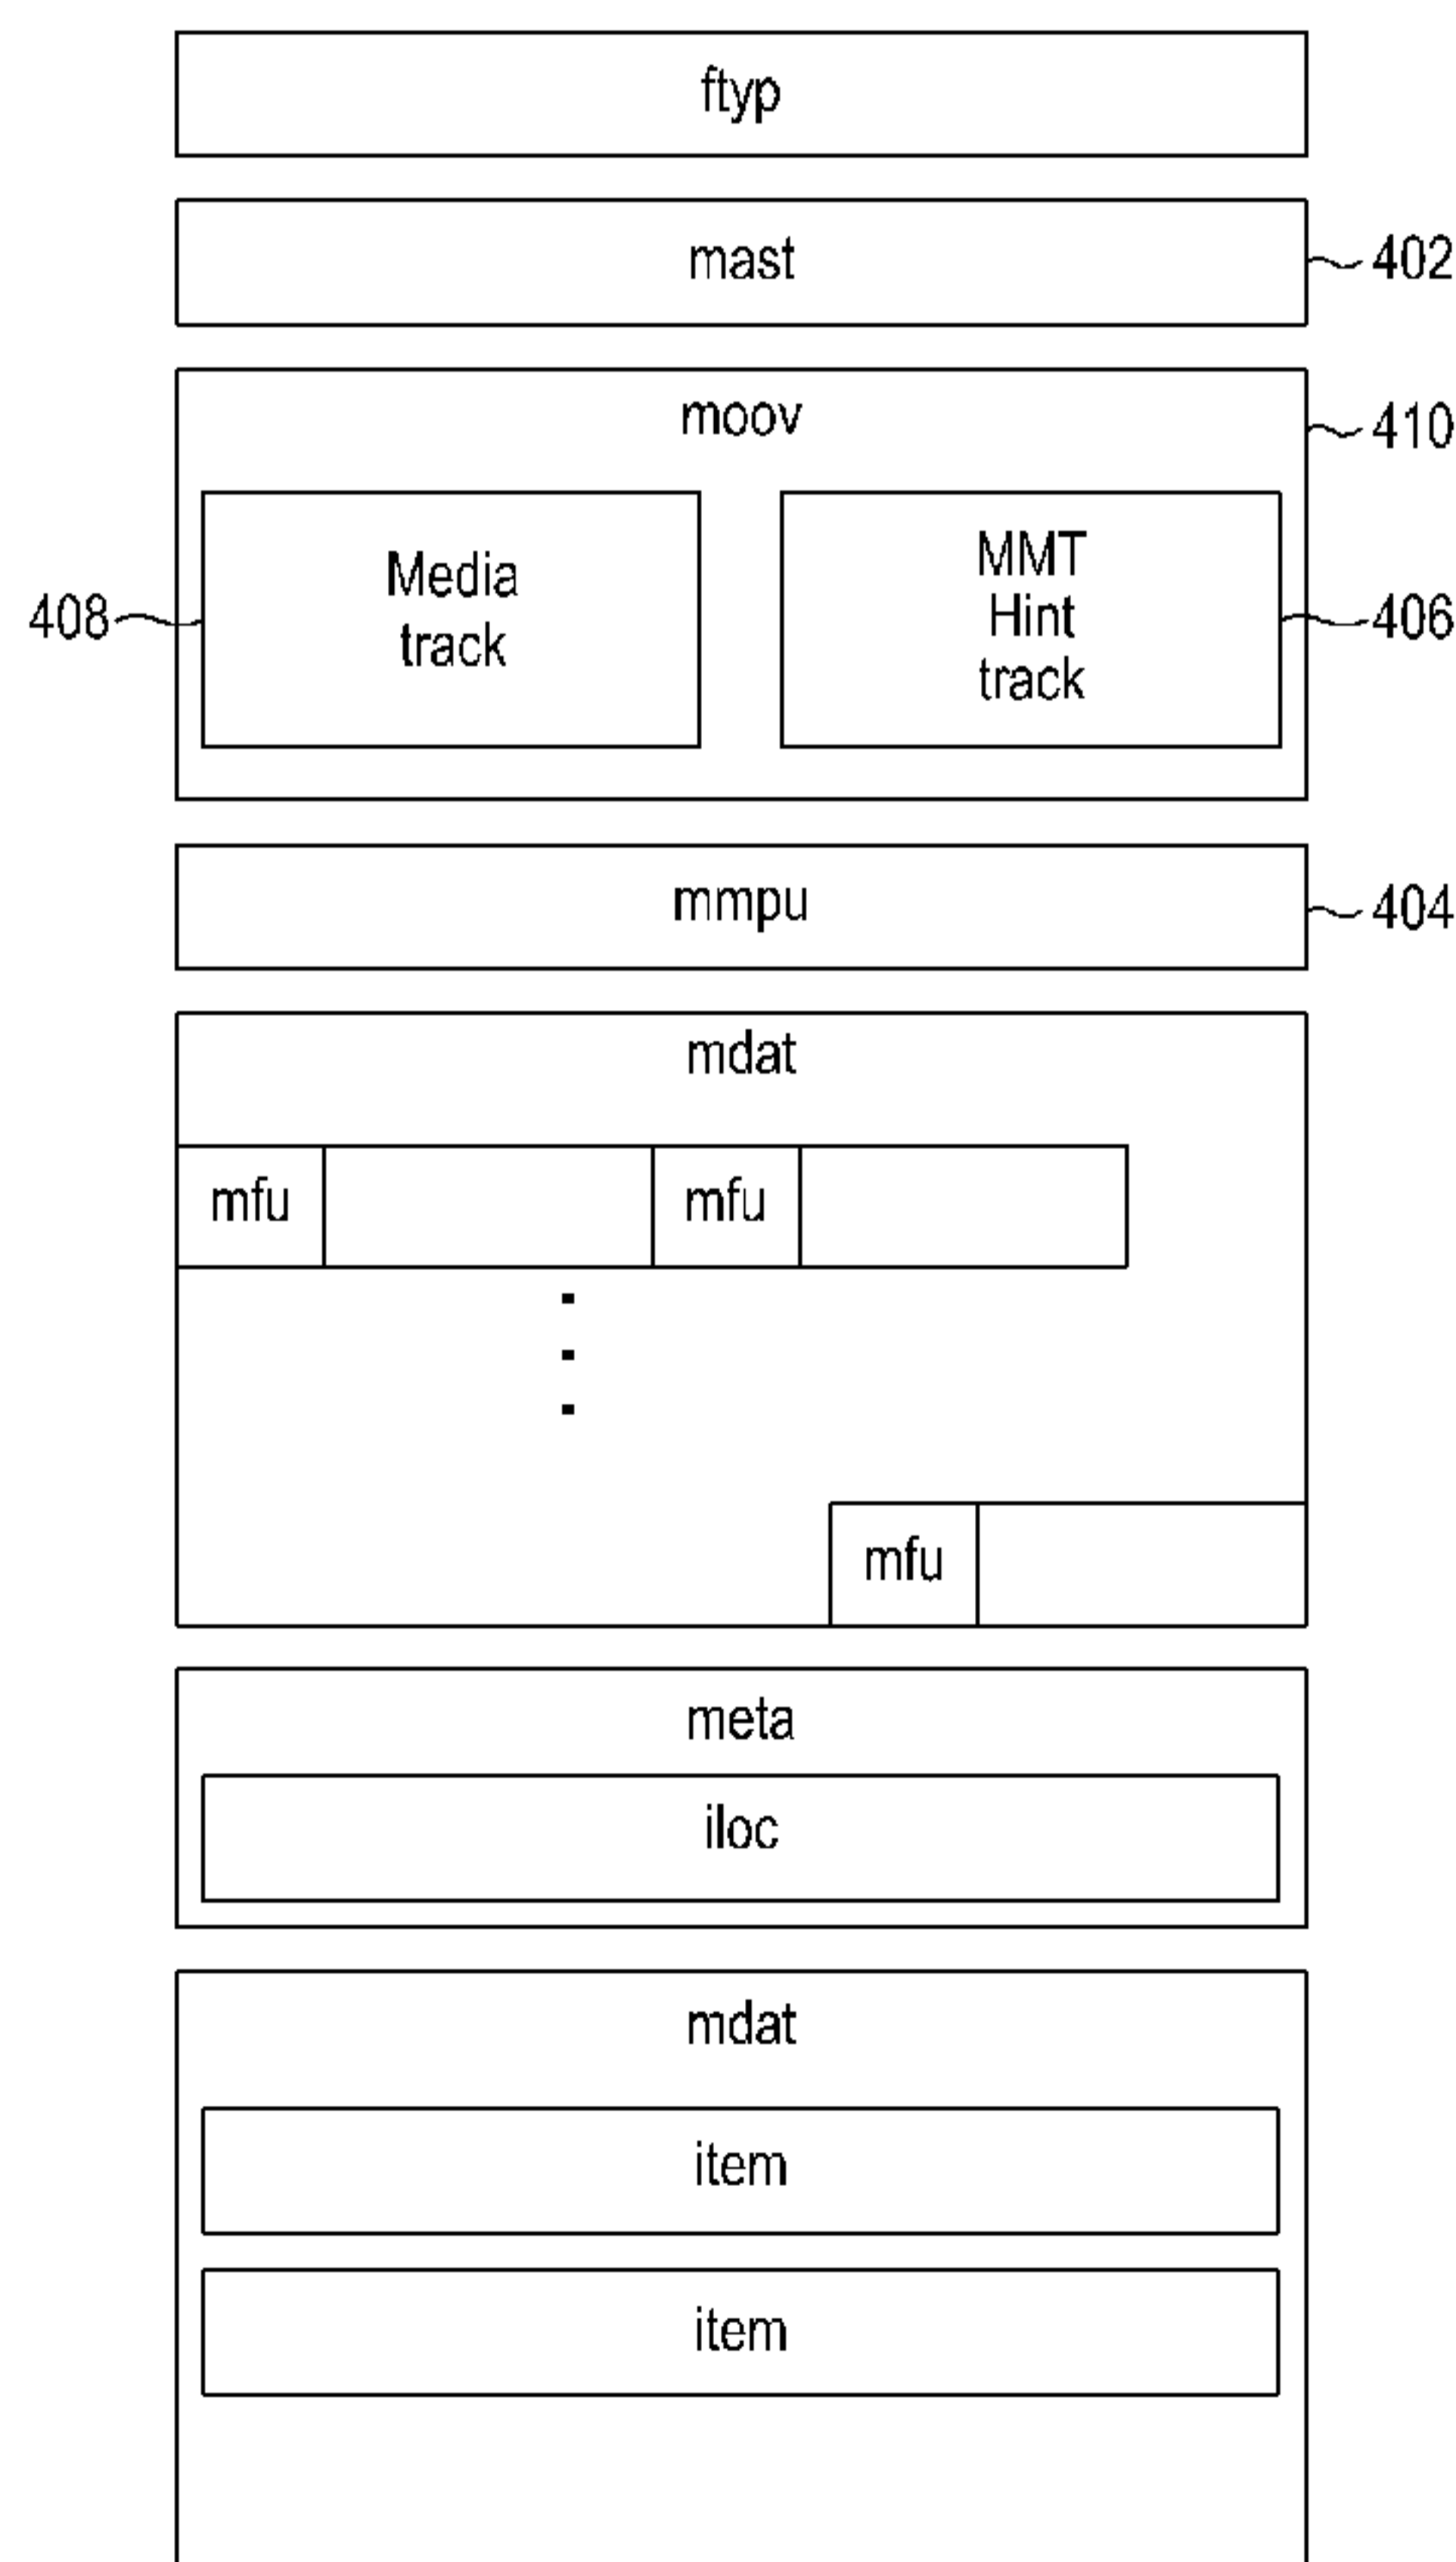 ftyp
mast
402
moov
410
Media
track
408
MMT
Hint
track
406
mmpu
404
mdat
mfu
mfu
mfu
meta
iloc
mdat
item
item